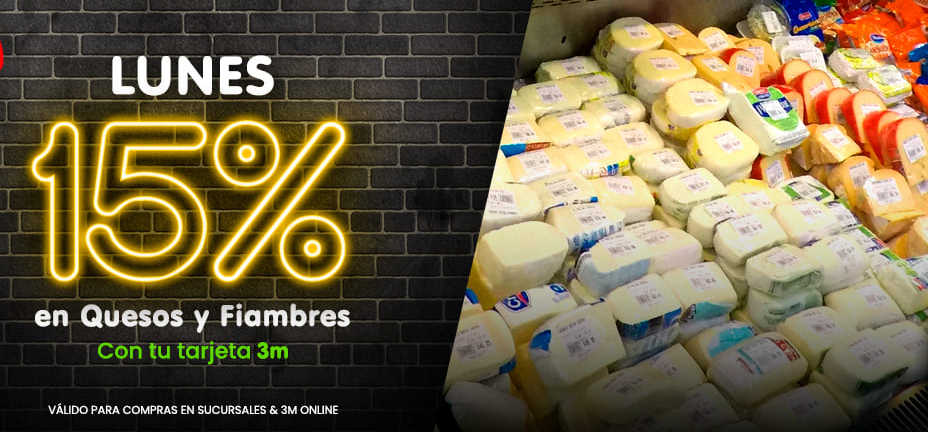 LUNES
15%
en Quesos y Fiambres
Con tu tarjeta 3m
VÁLIDO PARA COMPRAS EN SUCURSALES & 3M ONLINE